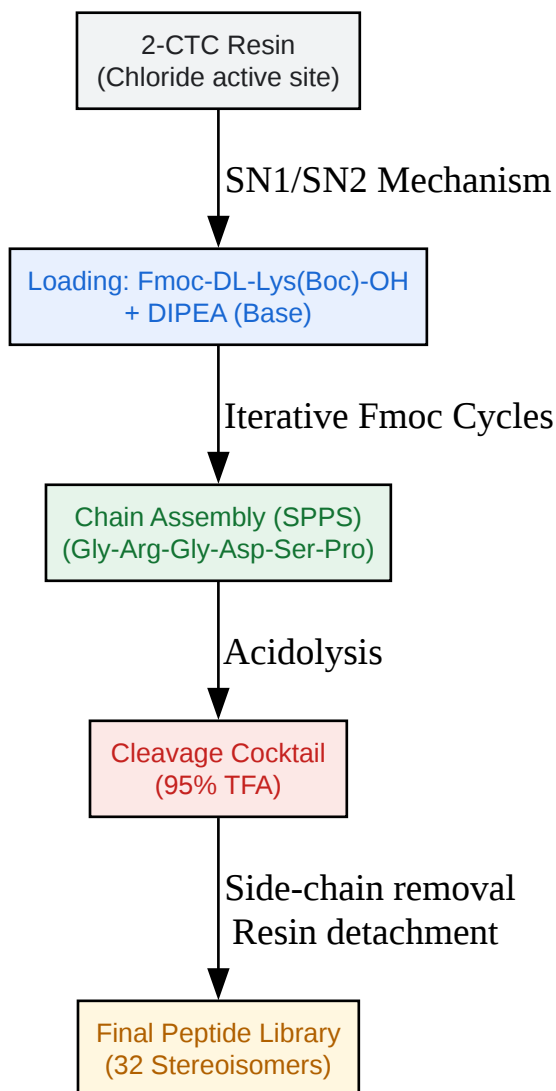 2-CTC Resin
(Chloride active site)
SN1/SN2 Mechanism
Loading: Fmoc-DL-Lys(Boc)-OH
+ DIPEA (Base)
Iterative Fmoc Cycles
Chain Assembly (SPPS)
(Gly-Arg-Gly-Asp-Ser-Pro)
Acidolysis
Cleavage Cocktail
(95% TFA)
Side-chain removal
Resin detachment
Final Peptide Library
(32 Stereoisomers)